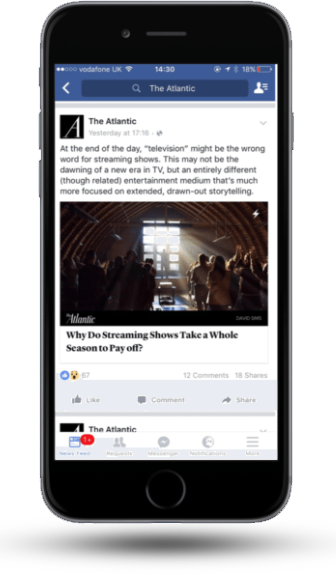 vodafone UK 14:30 18%
The Atlantic
The Atlantic
Yesterday at 17:16 ·
At the end of the day, "television" might be the wrong
word for streaming shows. This may not be the
dawning of a new era in TV, but an entirely different
(though related) entertainment medium that's much
more focused on extended, drawn-out storytelling.
The Atlantic DAVID SIMS
Why Do Streaming Shows Take a Whole
Season to Pay off?
67 12 Comments 18 Shares
Like Comment Share
The Atlantic
1+
News Feed Requests Messenger Notifications More